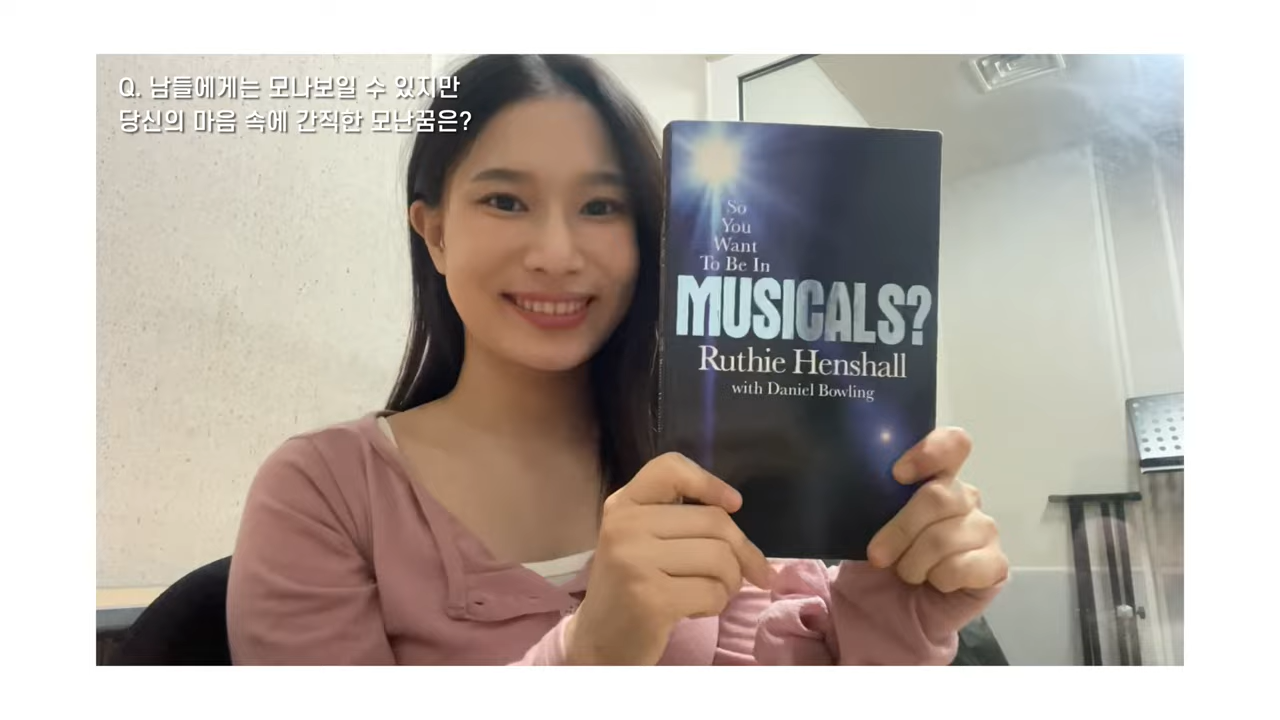 Q. 남들에게는 모나보일 수 있지만
당신의 마음 속에 간직한 모난꿈은?
So
You
Want
To Be In
MUSICALS?
Ruthie Henshall
with Daniel Bowling